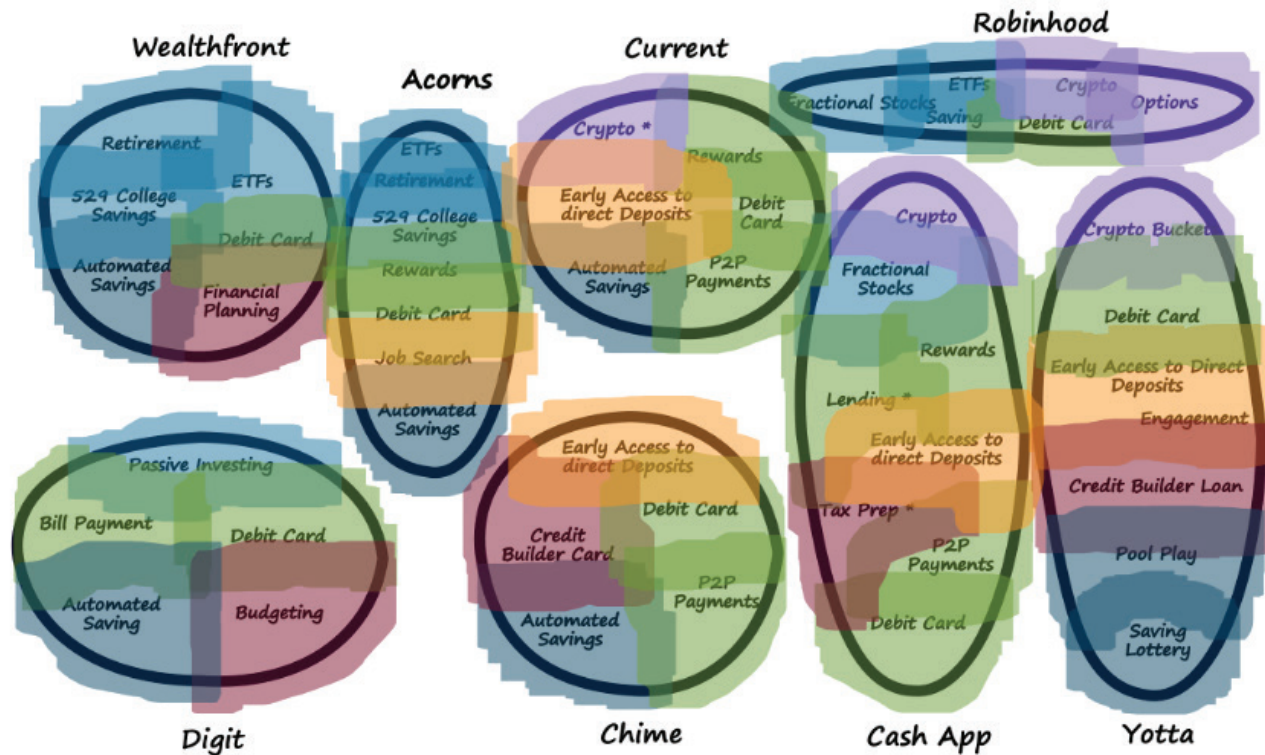 Wealthfront
Retirement
529 College
Savings
ETFs
Debit Card
Automated
Savings
Financial
Planning
Acorns
ETFs
Retirement
529 College
Savings
Rewards
Debit Card
Job Search
Automated
Savings
Current
Crypto *
Rewards
Early Access to
direct Deposits
Debit
Card
Automated
Savings
P2P
Payments
Robinhood
Fractional Stocks
ETFs
Saving
Crypto
Debit Card
Options
Passive Investing
Bill Payment
Debit Card
Automated
Saving
Budgeting
Digit
Early Access to
direct Deposits
Debit Card
Credit
Builder Card
P2P
Payments
Automated
Savings
Chime
Crypto
Fractional
Stocks
Rewards
Lending *
Early Access to
direct Deposits
Tax Prep *
P2P
Payments
Debit Card
Cash App
Crypto Bucket
Debit Card
Early Access to Direct
Deposits
Engagement
Credit Builder Loan
Pool Play
Saving
Lottery
Yotta